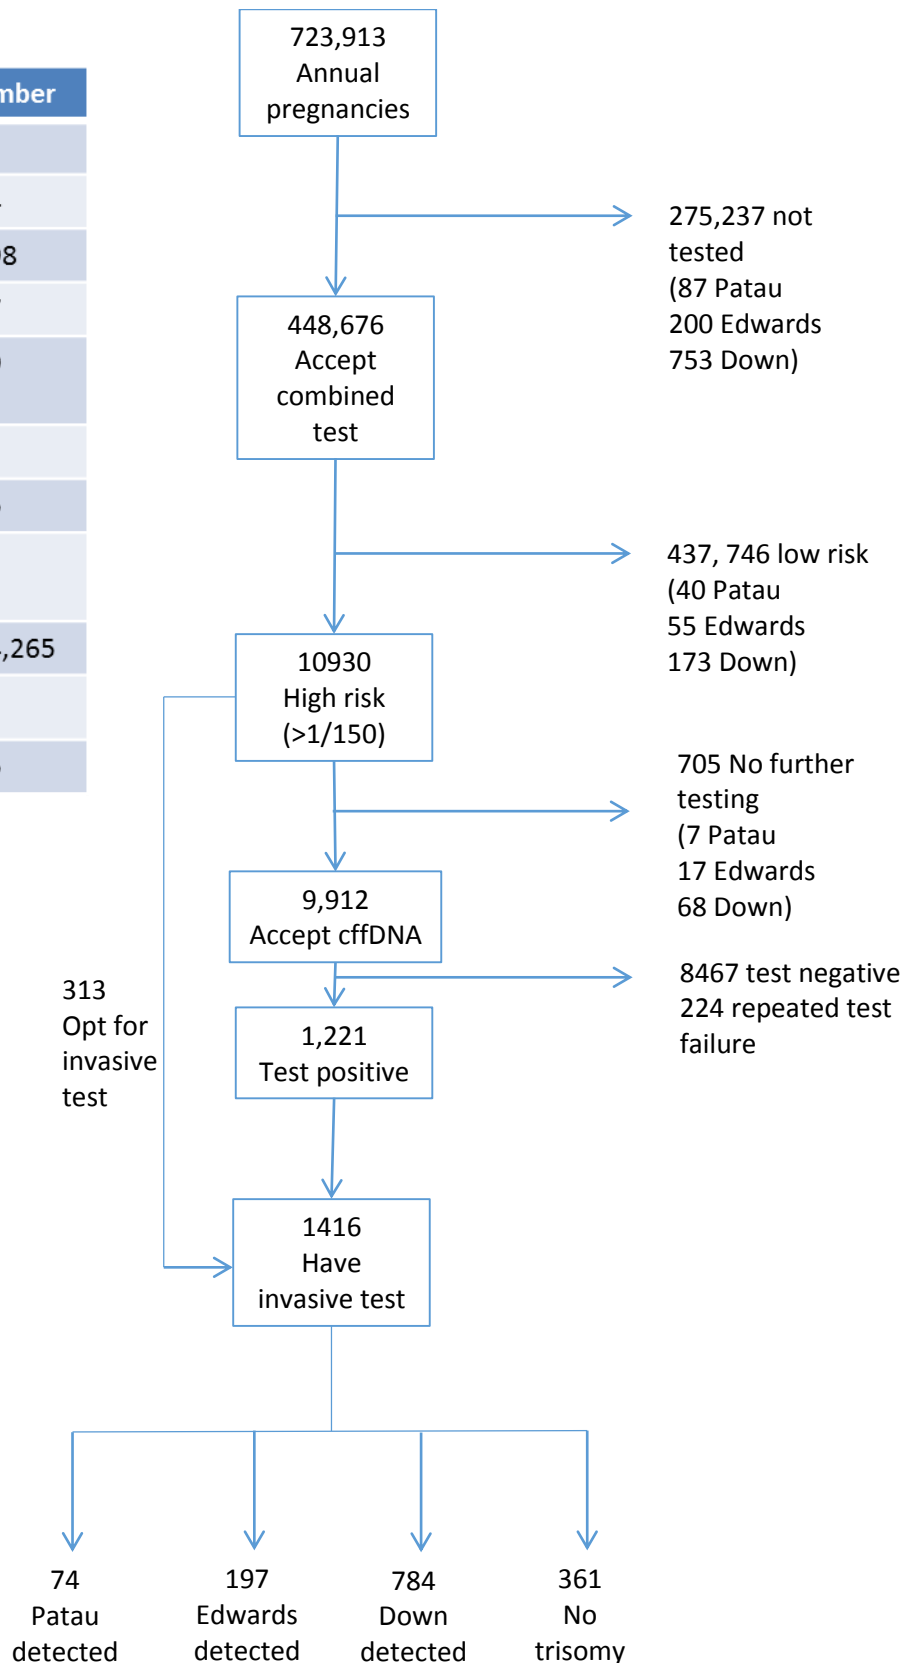 723,913
Annual
pregnancies
275,237 not
tested
(87 Patau
200 Edwards
753 Down)
448,676
Accept
combined
test
437, 746 low risk
(40 Patau
55 Edwards
173 Down)
10930
High risk
(>1/150)
705 No further
testing
(7 Patau
17 Edwards
68 Down)
9,912
Accept cffDNA
8467 test negative
224 repeated test
failure
313
Opt for
invasive
test
1,221
Test positive
1416
Have
invasive test
74
Patau
detected
197
Edwards
detected
784
Down
detected
361
No
trisomy